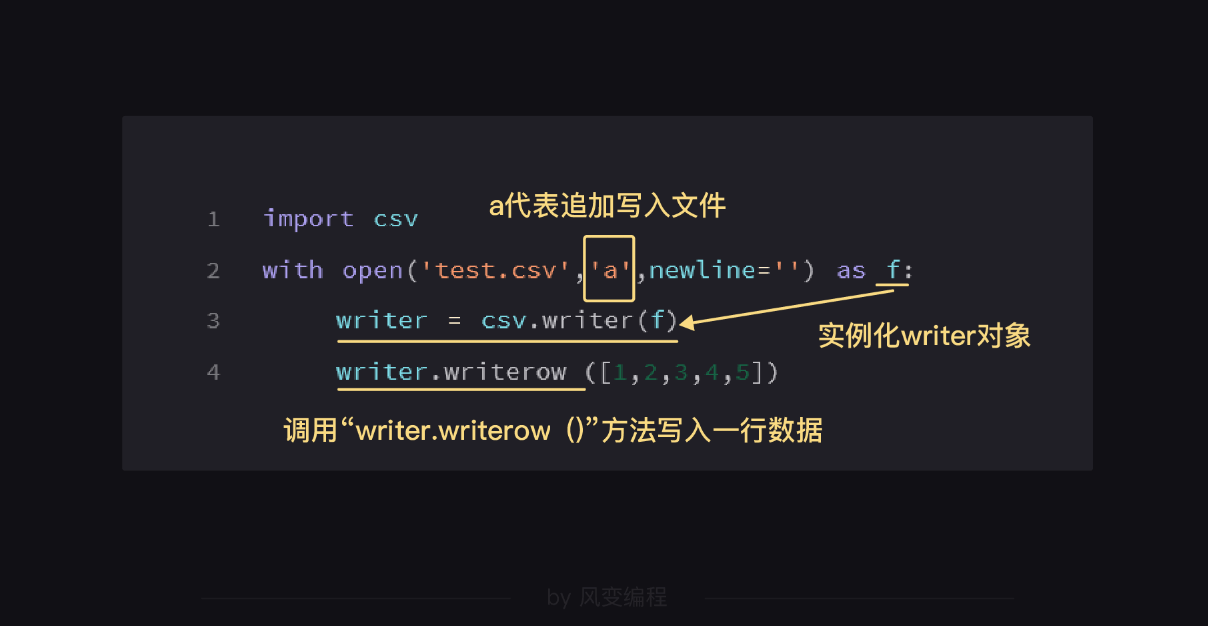 a代表追加写入文件
1 import csv
2 with open('test.csv','a',newline='') as f:
3 writer = csv.writer(f)
实例化writer对象
4 writer.writerow ([1,2,3,4,5])
调用“writer.writerow ()”方法写入一行数据
by 风变编程